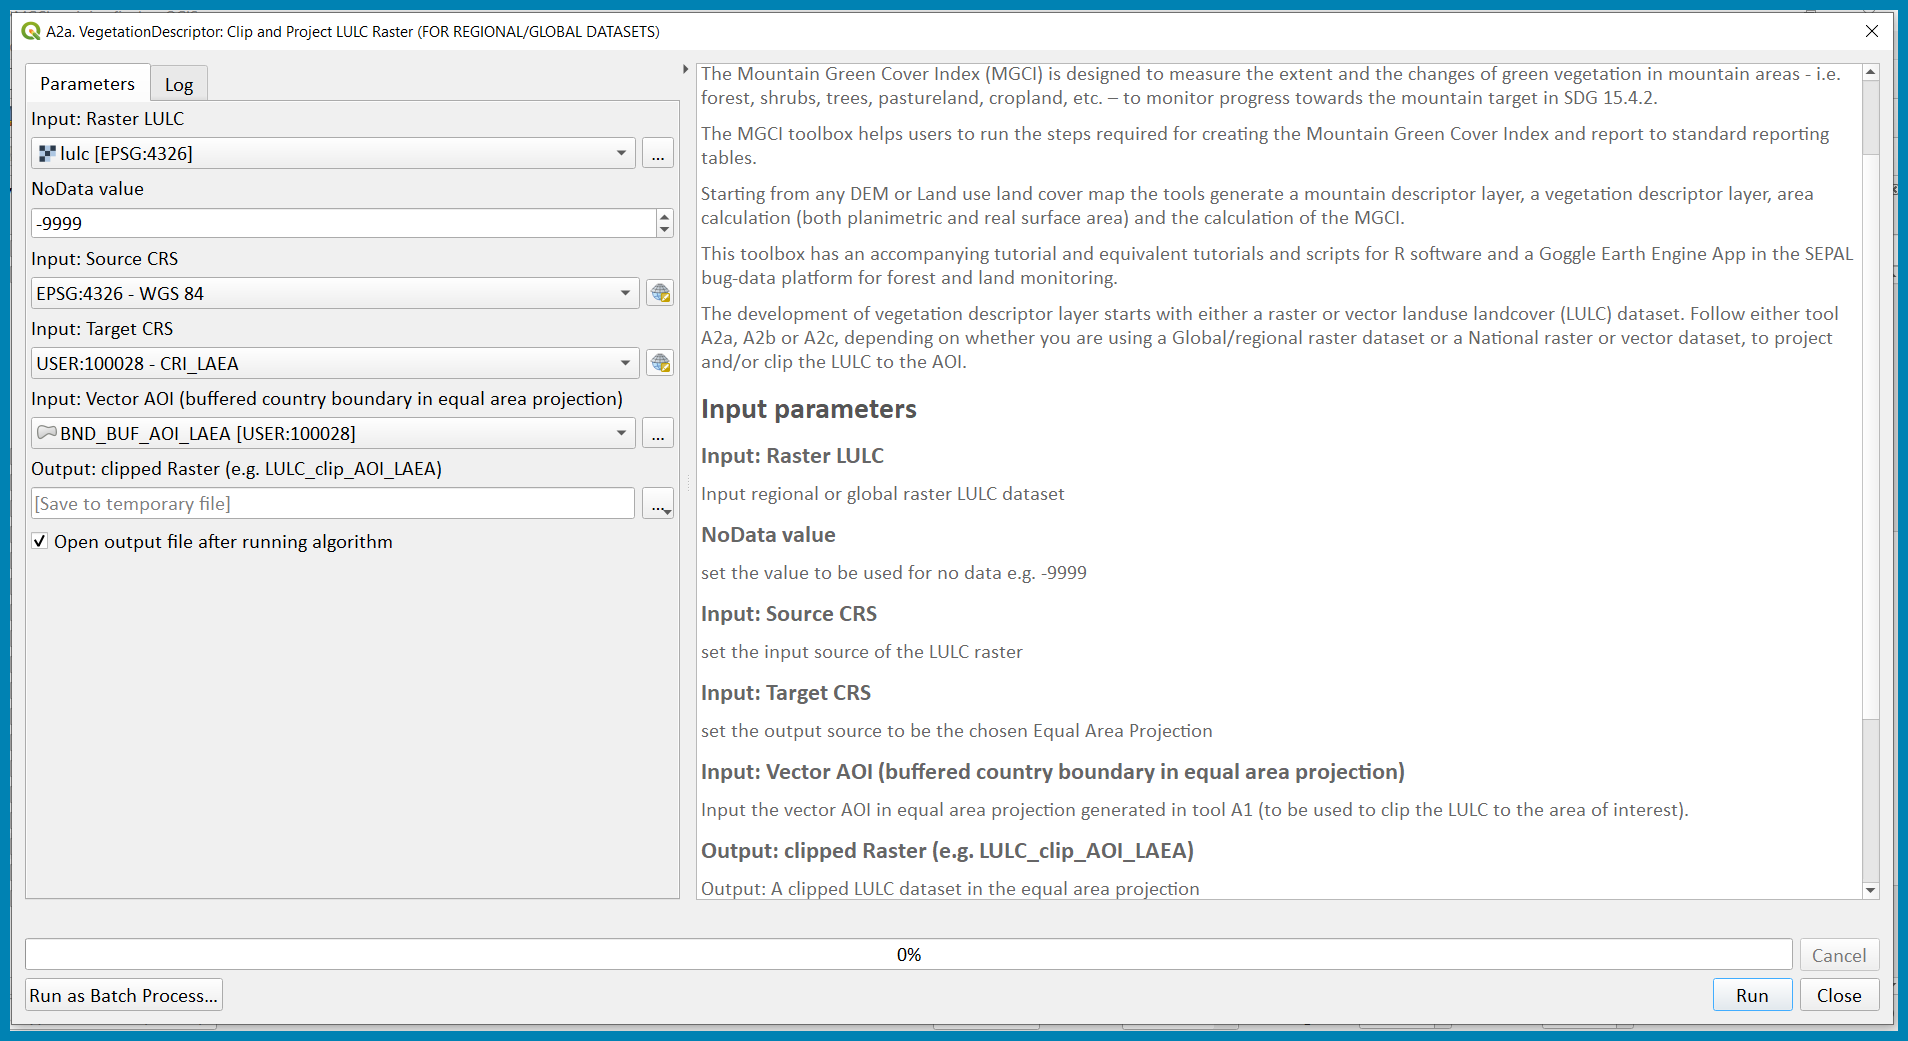 A2a. VegetationDescriptor: Clip and Project LULC Raster (FOR REGIONAL/GLOBAL DATASETS)
Parameters
Log
Input: Raster LULC
lulc [EPSG:4326]
...
NoData value
-9999
Input: Source CRS
EPSG:4326 - WGS 84
Input: Target CRS
USER:100028 - CRI_LAEA
Input: Vector AOI (buffered country boundary in equal area projection)
BND_BUF_AOI_LAEA [USER:100028]
...
Output: clipped Raster (e.g. LULC_clip_AOI_LAEA)
[Save to temporary file]
...
Open output file after running algorithm
The Mountain Green Cover Index (MGCI) is designed to measure the extent and the changes of green vegetation in mountain areas - i.e.
forest, shrubs, trees, pastureland, cropland, etc. – to monitor progress towards the mountain target in SDG 15.4.2.
The MGCI toolbox helps users to run the steps required for creating the Mountain Green Cover Index and report to standard reporting
tables.
Starting from any DEM or Land use land cover map the tools generate a mountain descriptor layer, a vegetation descriptor layer, area
calculation (both planimetric and real surface area) and the calculation of the MGCI.
This toolbox has an accompanying tutorial and equivalent tutorials and scripts for R software and a Goggle Earth Engine App in the SEPAL
bug-data platform for forest and land monitoring.
The development of vegetation descriptor layer starts with either a raster or vector landuse landcover (LULC) dataset. Follow either tool
A2a, A2b or A2c, depending on whether you are using a Global/regional raster dataset or a National raster or vector dataset, to project
and/or clip the LULC to the AOI.
Input parameters
Input: Raster LULC
Input regional or global raster LULC dataset
NoData value
set the value to be used for no data e.g. -9999
Input: Source CRS
set the input source of the LULC raster
Input: Target CRS
set the output source to be the chosen Equal Area Projection
Input: Vector AOI (buffered country boundary in equal area projection)
Input the vector AOI in equal area projection generated in tool A1 (to be used to clip the LULC to the area of interest).
Output: clipped Raster (e.g. LULC_clip_AOI_LAEA)
Output: A clipped LULC dataset in the equal area projection
0%
Cancel
Run as Batch Process...
Run
Close